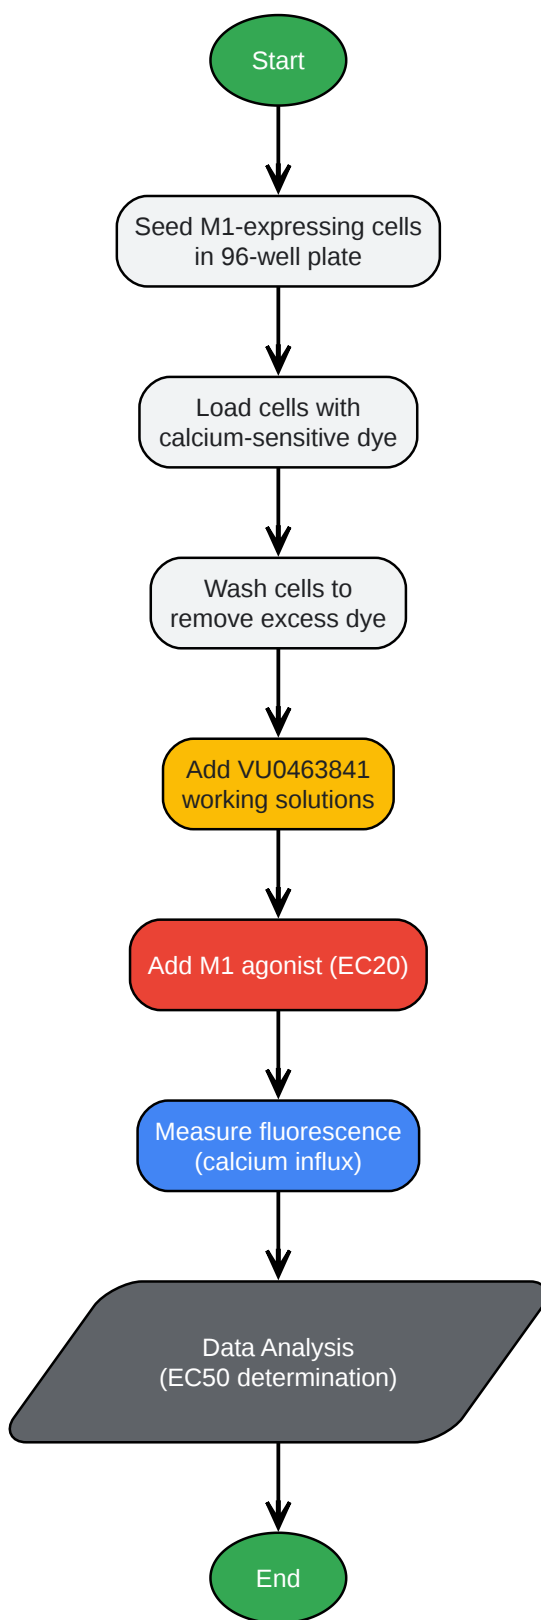 Start
Seed M1-expressing cells
in 96-well plate
Load cells with
calcium-sensitive dye
Wash cells to
remove excess dye
Add VU0463841
working solutions
Add M1 agonist (EC20)
Measure fluorescence
(calcium influx)
Data Analysis
(EC50 determination)
End